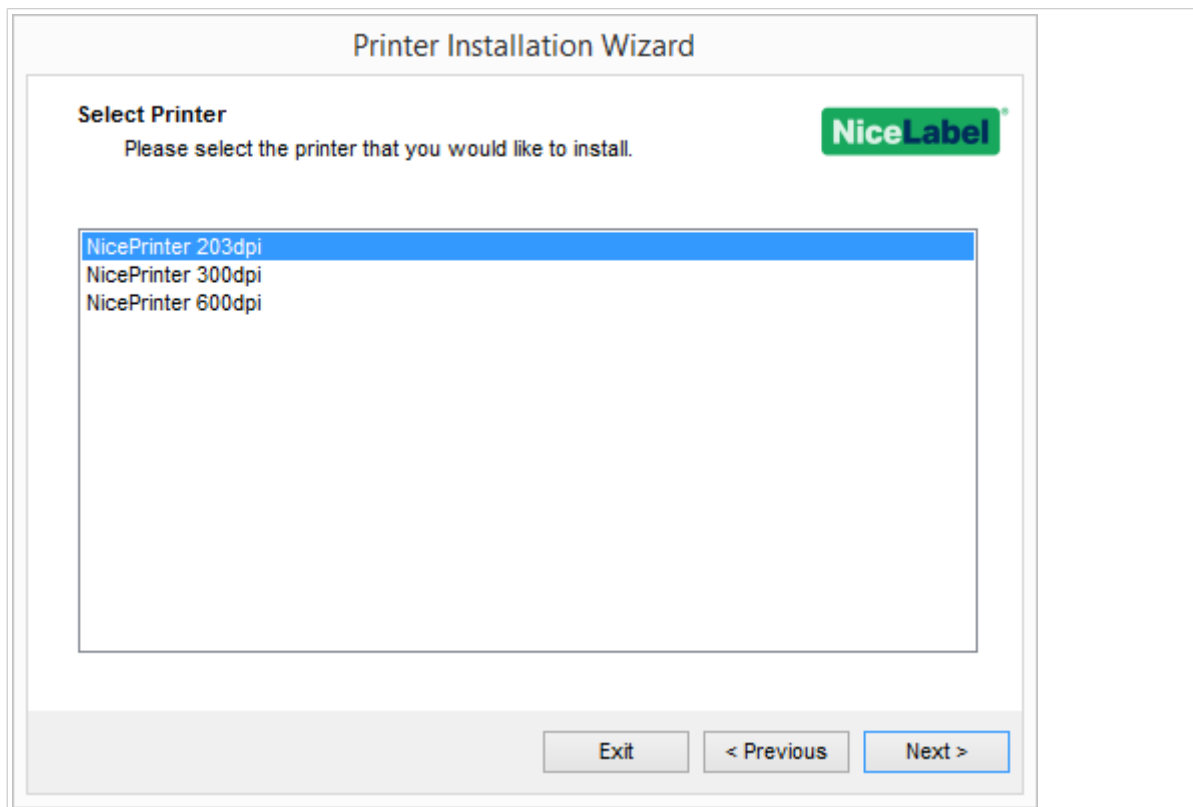 Printer Installation Wizard
Select Printer
Please select the printer that you would like to install.
NiceLabel®
NicePrinter 203dpi
NicePrinter 300dpi
NicePrinter 600dpi
Exit
< Previous
Next >